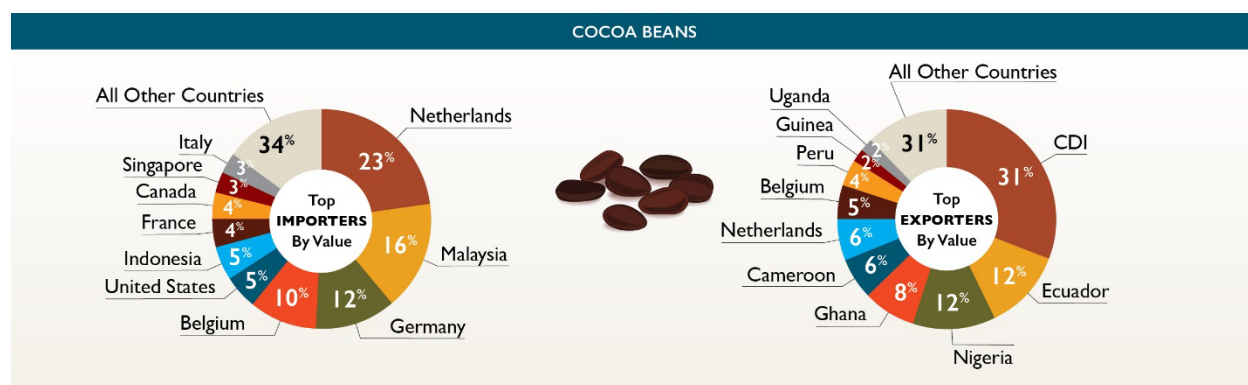 COCOA BEANS
All Other Countries
Netherlands
Italy
Singapore
Canada
France
Indonesia
United States
Belgium
Germany
Malaysia
34%
23%
3%
3%
4%
4%
5%
5%
10%
12%
16%
Top
IMPORTERS
By Value
All Other Countries
Uganda
Guinea
Peru
Belgium
Netherlands
Cameroon
Ghana
Nigeria
Ecuador
CDI
31%
2%
2%
4%
5%
6%
6%
8%
12%
12%
31%
Top
EXPORTERS
By Value